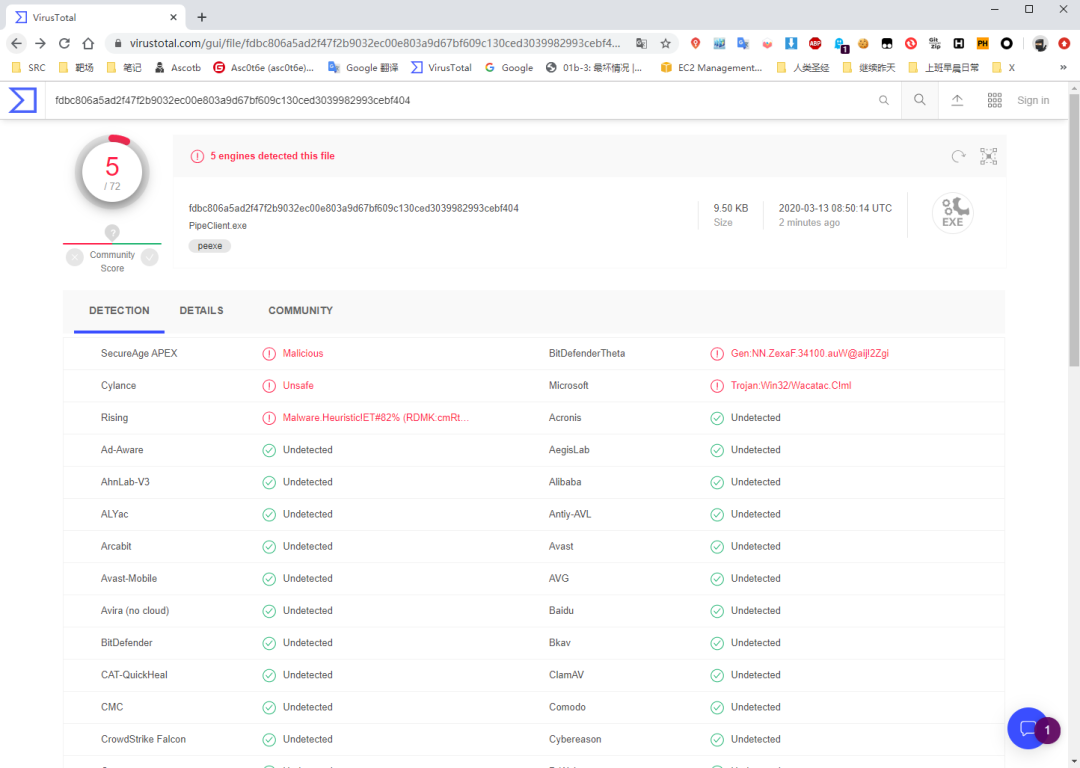 VirusTotal
virustotal.com/gui/file/fdbc806a5ad2f47f2b9032ec00e803a9d67bf609c130ced3039982993cebf4...
ABP 1 Git zip H PH
SRC 靶场 笔记 Ascotb Asc0t6e (asc0t6e)... Google 翻译 VirusTotal Google 01b-3: 最坏情况 |... EC2 Management... 人类圣经 继续昨天 上班早晨日常 X »
fdbc806a5ad2f47f2b9032ec00e803a9d67bf609c130ced3039982993cebf404
Sign in
5
/ 72
5 engines detected this file
fdbc806a5ad2f47f2b9032ec00e803a9d67bf609c130ced3039982993cebf404
PipeClient.exe
peexe
9.50 KB
Size
2020-03-13 08:50:14 UTC
2 minutes ago
EXE
?
Community
Score
DETECTION DETAILS COMMUNITY
SecureAge APEX Malicious BitDefenderTheta Gen:NN.ZexaF.34100.auW@aijl2Zgi
Cylance Unsafe Microsoft Trojan:Win32/Wacatac.C!ml
Rising Malware.Heuristic!ET#82% (RDMK:cmRt... Acronis Undetected
Ad-Aware Undetected AegisLab Undetected
AhnLab-V3 Undetected Alibaba Undetected
ALYac Undetected Antiy-AVL Undetected
Arcabit Undetected Avast Undetected
Avast-Mobile Undetected AVG Undetected
Avira (no cloud) Undetected Baidu Undetected
BitDefender Undetected Bkav Undetected
CAT-QuickHeal Undetected ClamAV Undetected
CMC Undetected Comodo Undetected
CrowdStrike Falcon Undetected Cybereason Undetected
1